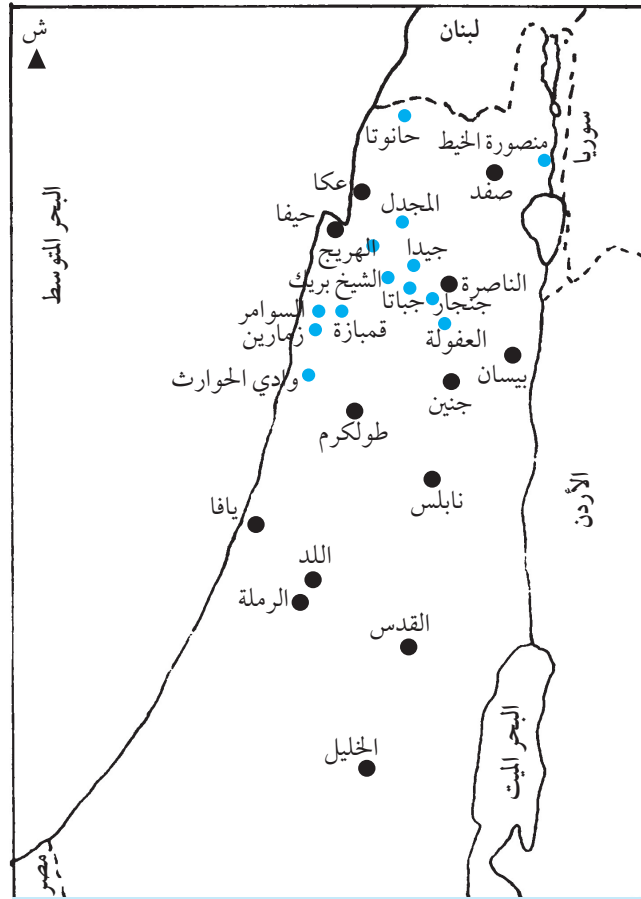 ش
لبنان
سوريا
حانوتا
منصورة الخيط
صفد
عكا
المجدل
حيفا
الهريج
جيدا
البحر المتوسط
الناصرة
الشيخ بريك
جباتا
جنجار
السوامر
قمبازة
العفولة
زمارين
بيسان
وادي الحوارث
جنين
طولكرم
نابلس
الأردن
يافا
اللد
الرملة
القدس
البحر الميت
الخليل
مصر